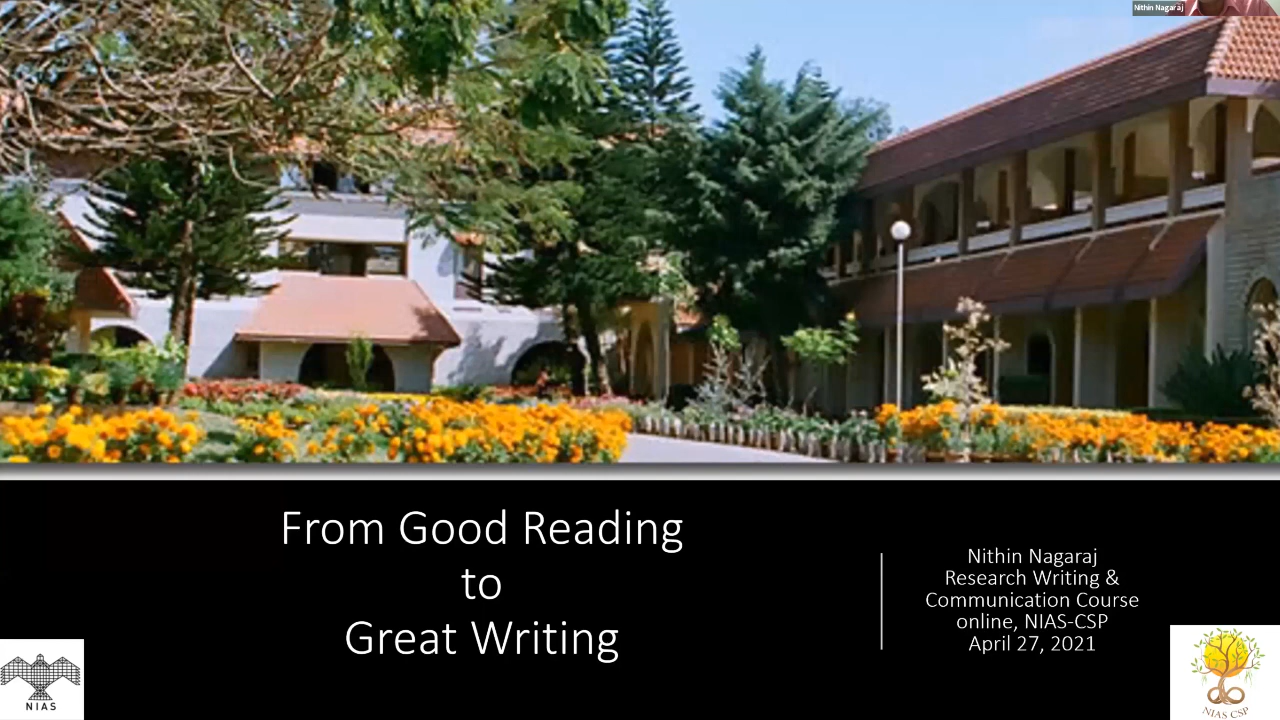 Nithin Nagaraj
From Good Reading
to
Great Writing
Nithin Nagaraj
Research Writing &
Communication Course
online, NIAS-CSP
April 27, 2021
NIAS
NIAS CSP